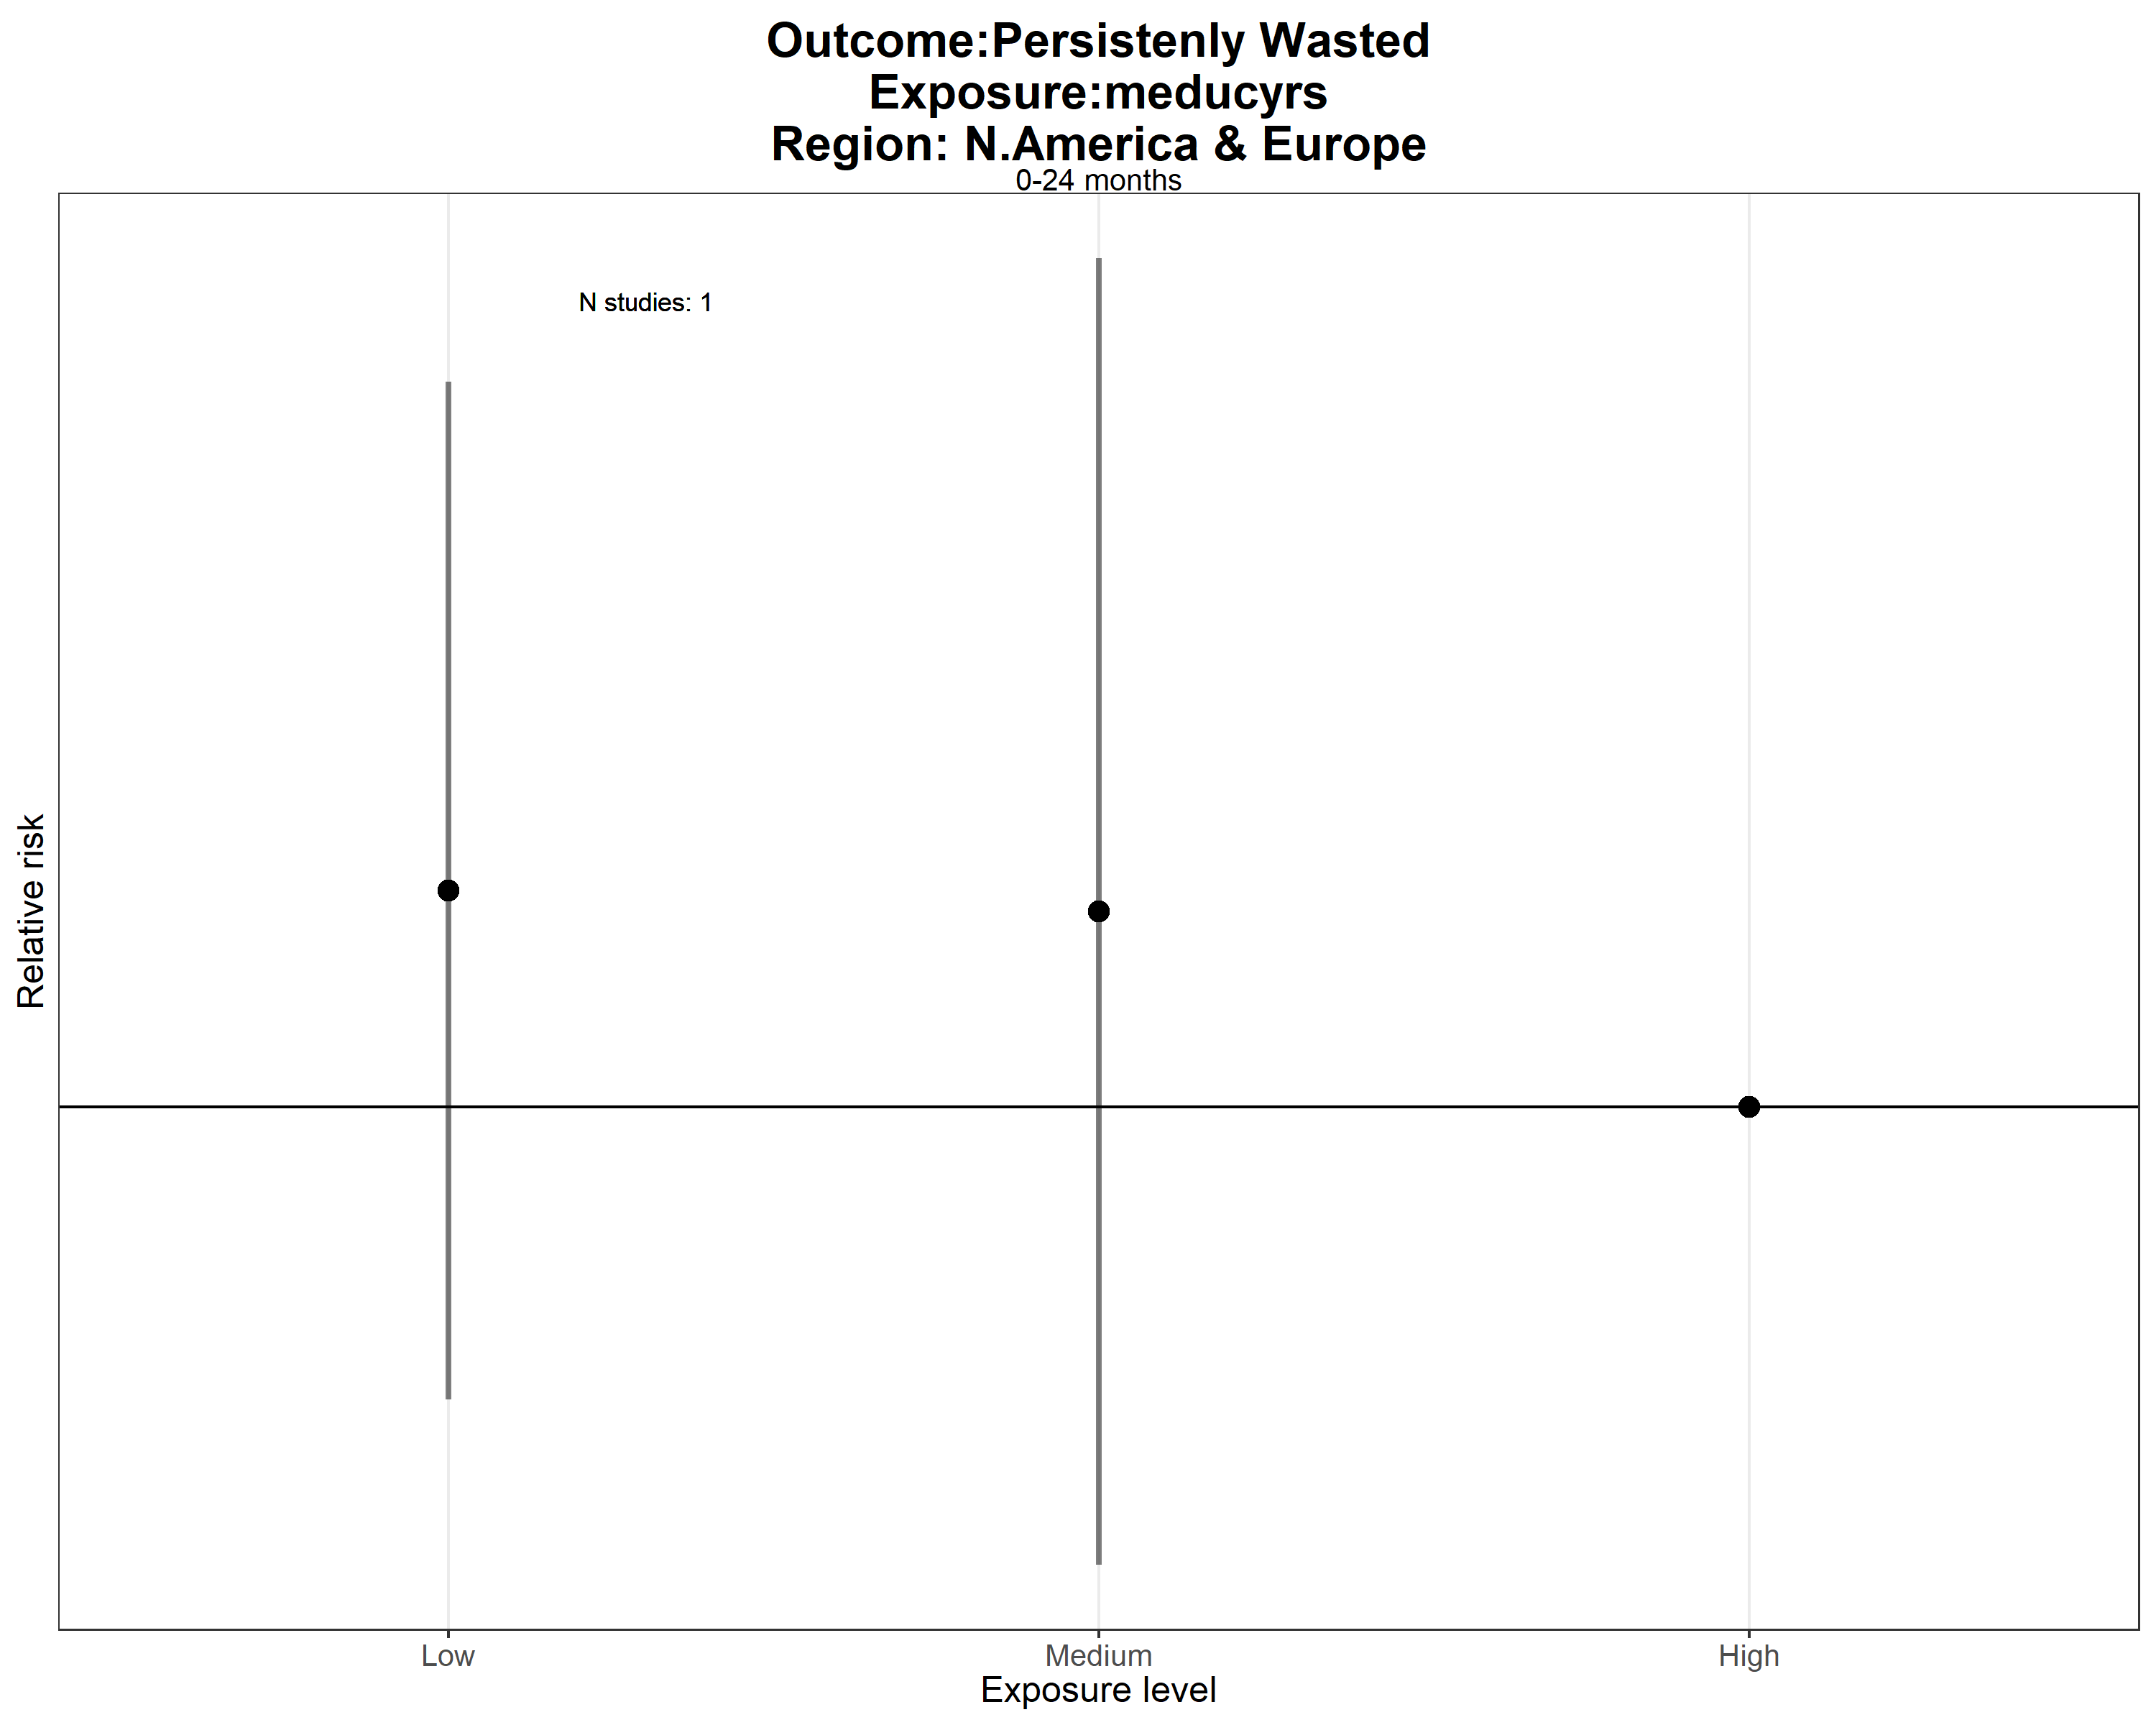 Outcome:Persistenly Wasted
Exposure:meducyrs
Region: N.America & Europe
0-24 months
N studies: 1
Relative risk
Low
Medium
High
Exposure level